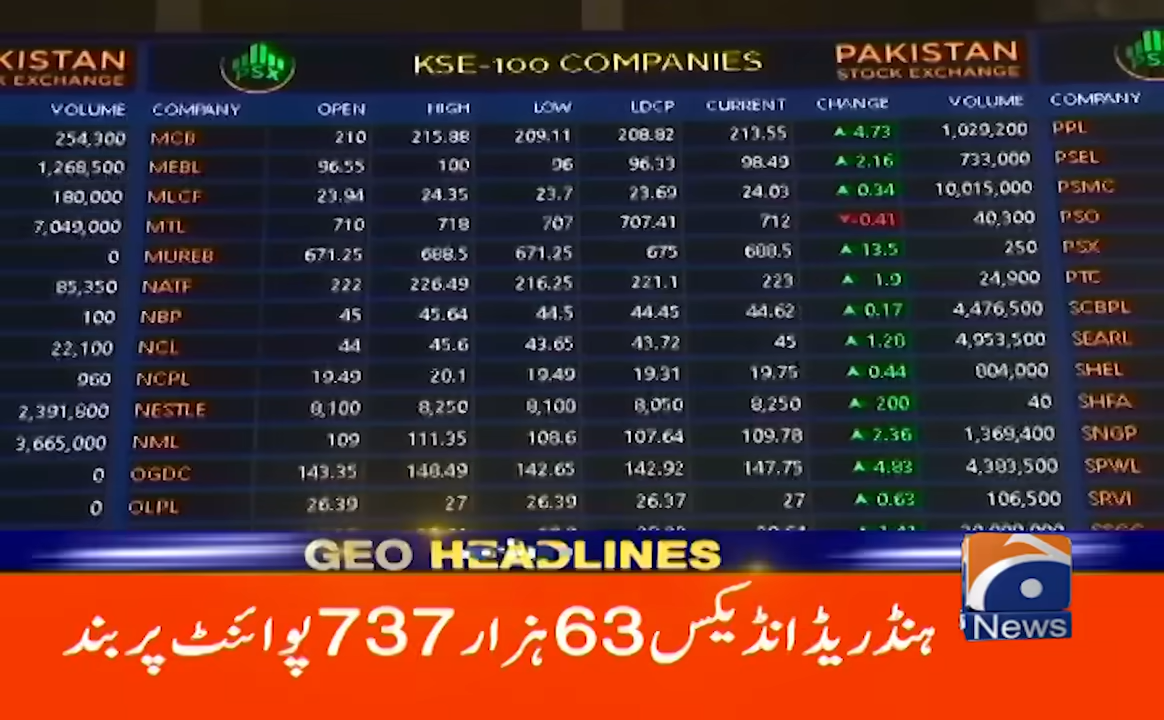 KISTAN PSX KSE-100 COMPANIES PAKISTAN
EXCHANGE STOCK EXCHANGE
VOLUME COMPANY OPEN HIGH LOW LDCP CURRENT CHANGE VOLUME COMPANY
254,300 MCB 210 215.88 209.11 208.82 213.55 4.73 1,029,200 PPL
1,268,500 MEBL 96.55 100 96 96.33 98.49 2.16 733,000 PSEL
180,000 MLCF 23.94 24.35 23.7 23.69 24.03 0.34 10,015,000 PSMC
7,049,000 MTL 710 718 707 707.41 712 -0.41 40,300 PSO
0 MUREB 671.25 688.5 671.25 675 688.5 13.5 250 PSX
85,350 NATF 222 226.49 216.25 221.1 223 1.9 24,900 PTC
100 NBP 45 45.64 44.5 44.45 44.62 0.17 4,476,500 SCBPL
22,100 NCL 44 45.6 43.65 43.72 45 1.28 4,953,500 SEARL
960 NCPL 19.49 20.1 19.49 19.31 19.75 0.44 804,000 SHEL
2,391,800 NESTLE 8,100 8,250 8,100 8,050 8,250 200 40 SHFA
3,665,000 NML 109 111.35 108.6 107.64 109.78 2.36 1,369,400 SNGP
0 OGDC 143.35 148.49 142.65 142.92 147.75 4.83 4,383,500 SPWL
0 OLPL 26.39 27 26.39 26.37 27 0.63 106,500 SRVI
GEO HEADLINES
ہنڈریڈ انڈیکس 63 ہزار 737 پوائنٹ پر بند
News